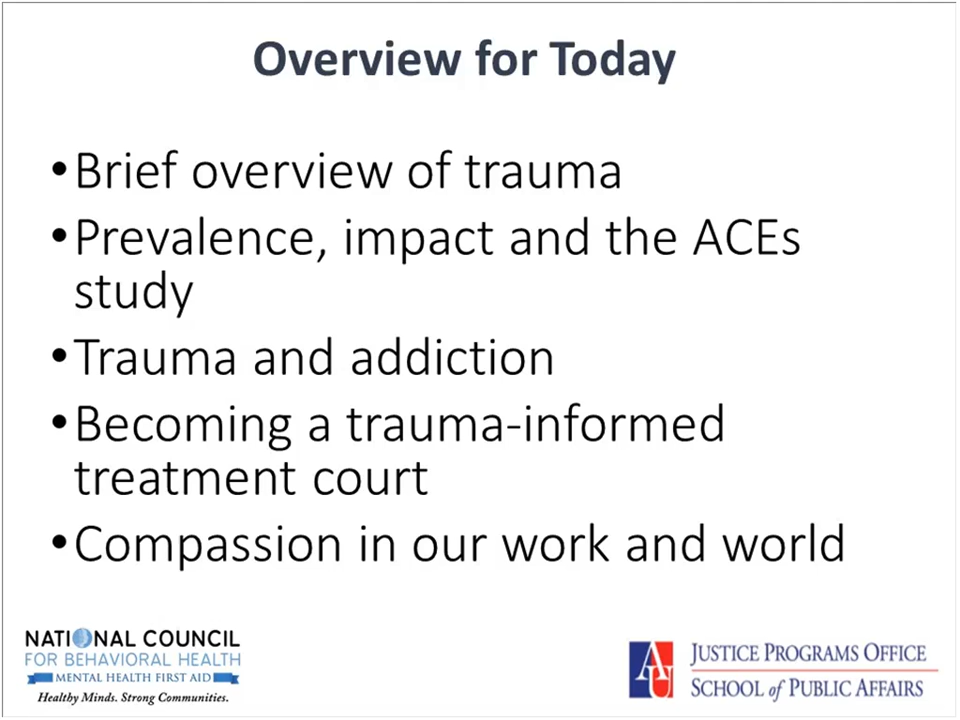 Overview for Today
•Brief overview of trauma
•Prevalence, impact and the ACEs
study
•Trauma and addiction
•Becoming a trauma-informed
treatment court
•Compassion in our work and world
NATIONAL COUNCIL
FOR BEHAVIORAL HEALTH
MENTAL HEALTH FIRST AID
Healthy Minds. Strong Communities.
AU
JUSTICE PROGRAMS OFFICE
SCHOOL of PUBLIC AFFAIRS